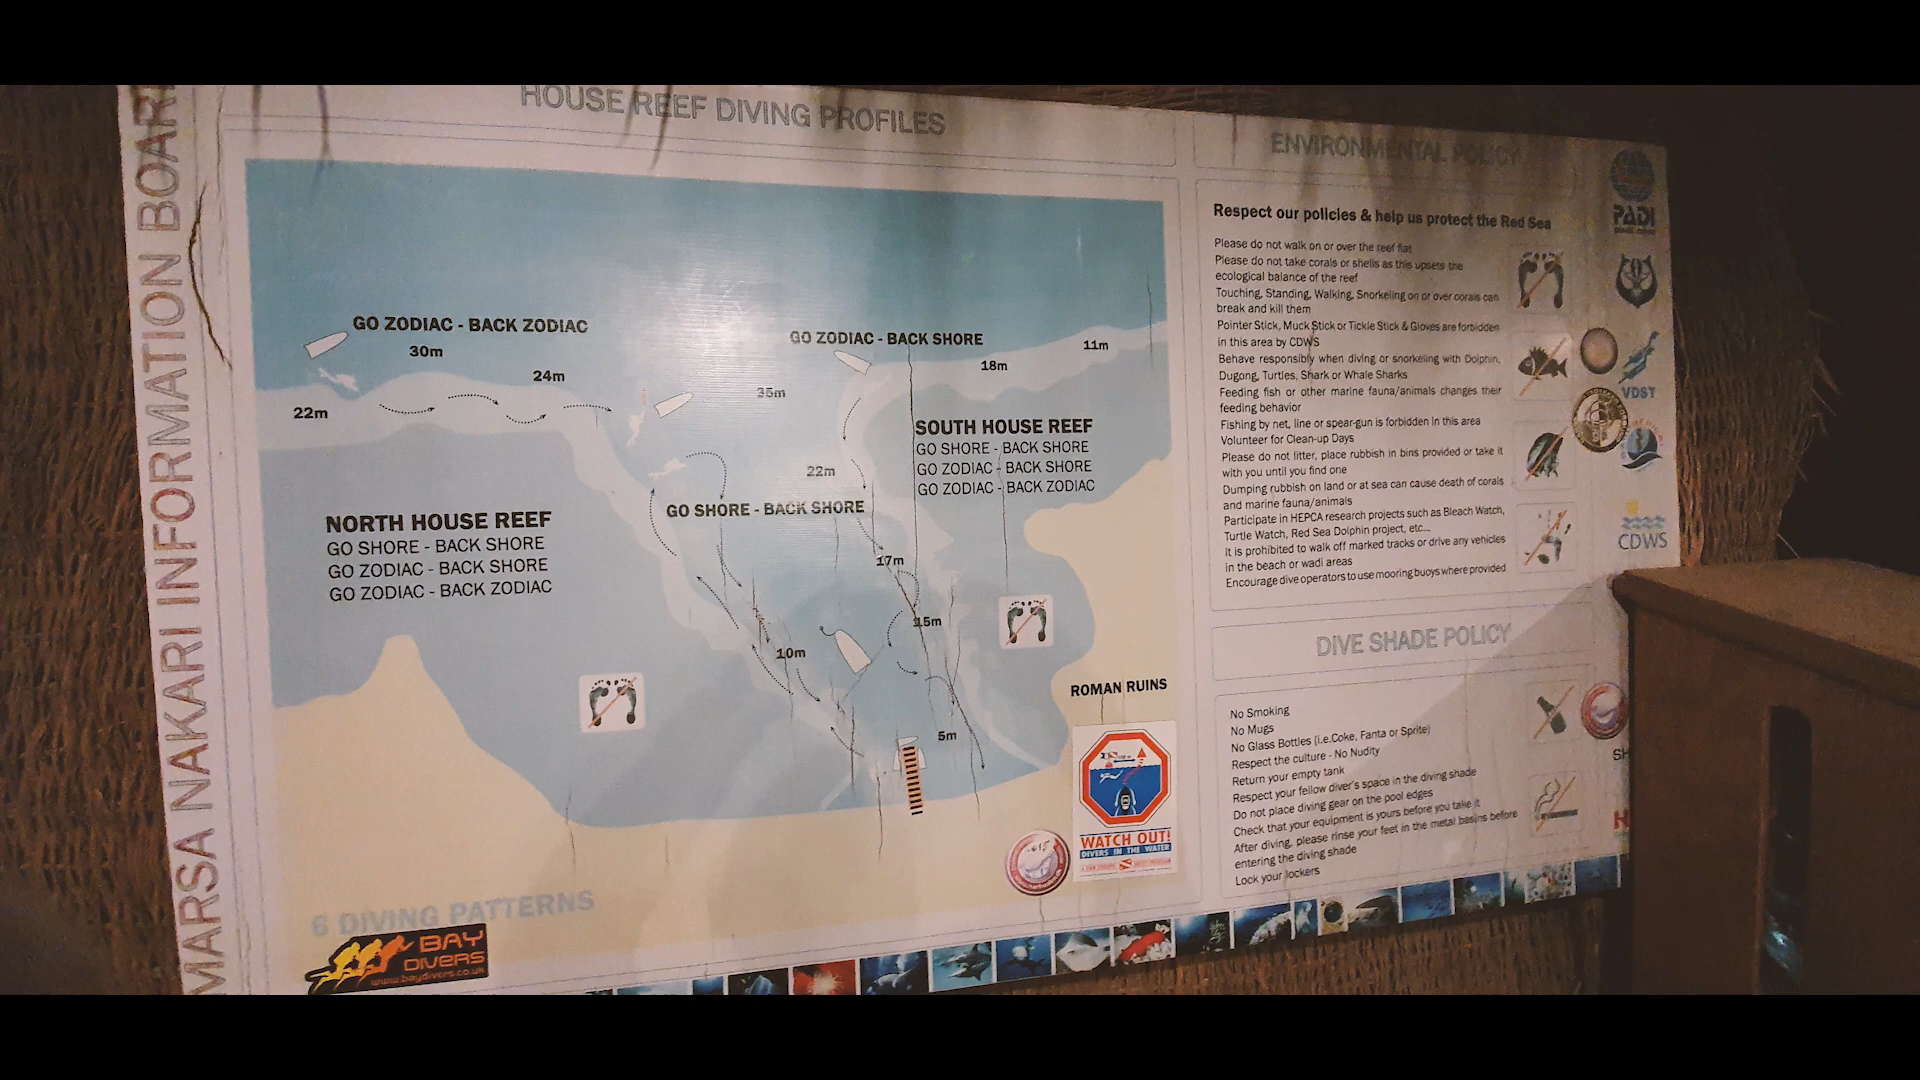 MARSA NAKARI INFORMATION BOARD
HOUSE REEF DIVING PROFILES
GO ZODIAC - BACK ZODIAC
30m
24m
22m
GO ZODIAC - BACK SHORE
35m
18m
11m
SOUTH HOUSE REEF
GO SHORE - BACK SHORE
GO ZODIAC - BACK SHORE
GO ZODIAC - BACK ZODIAC
22m
GO SHORE - BACK SHORE
NORTH HOUSE REEF
GO SHORE - BACK SHORE
GO ZODIAC - BACK SHORE
GO ZODIAC - BACK ZODIAC
17m
15m
10m
5m
ROMAN RUINS
WATCH OUT!
DIVERS IN THE WATER
6 DIVING PATTERNS
BAY
DIVERS
www.baydivers.co.uk
ENVIRONMENTAL POLICY
Respect our policies & help us protect the Red Sea
Please do not walk on or over the reef flat
Please do not take corals or shells as this upsets the
ecological balance of the reef
Touching, Standing, Walking, Snorkeling on or over corals can
break and kill them
Pointer Stick, Muck Stick or Tickle Stick & Gloves are forbidden
in this area by CDWS
Behave responsibly when diving or snorkeling with Dolphin,
Dugong, Turtles, Shark or Whale Sharks
Feeding fish or other marine fauna/animals changes their
feeding behavior
Fishing by net, line or spear-gun is forbidden in this area
Volunteer for Clean-up Days
Please do not litter, place rubbish in bins provided or take it
with you until you find one
Dumping rubbish on land or at sea can cause death of corals
and marine fauna/animals
Participate in HEPCA research projects such as Bleach Watch,
Turtle Watch, Red Sea Dolphin project, etc...
It is prohibited to walk off marked tracks or drive any vehicles
in the beach or wadi areas
Encourage dive operators to use mooring buoys where provided
DIVE SHADE POLICY
No Smoking
No Mugs
No Glass Bottles (i.e.Coke, Fanta or Sprite)
Respect the culture - No Nudity
Return your empty tank
Respect your fellow diver's space in the diving shade
Do not place diving gear on the pool edges
Check that your equipment is yours before you take it
After diving, please rinse your feet in the metal basins before
entering the diving shade
Lock your lockers
PADI
padi.com
VDST
CDWS
SH
H